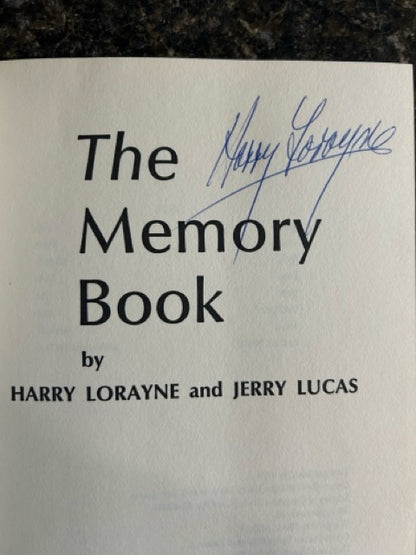 Harry Lorayne
The
Memory
Book
by
HARRY LORAYNE and JERRY LUCAS